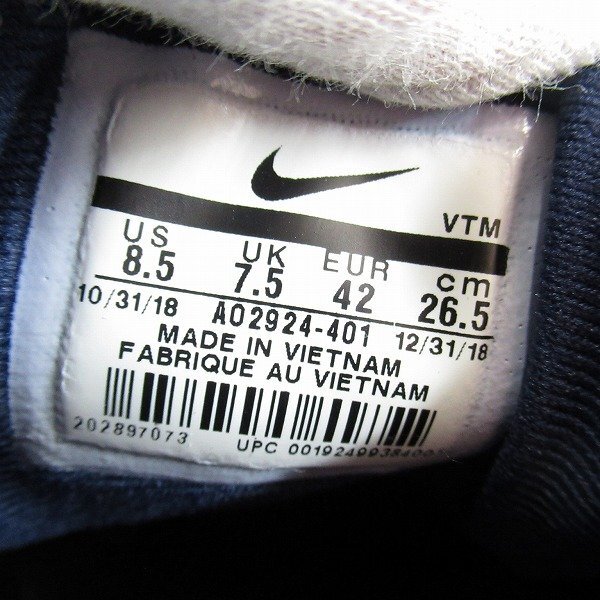 VTM
US UK EUR cm
8.5 7.5 42 26.5
10/31/18 AO2924-401 12/31/18
MADE IN VIETNAM
FABRIQUE AU VIETNAM
202897073
UPC